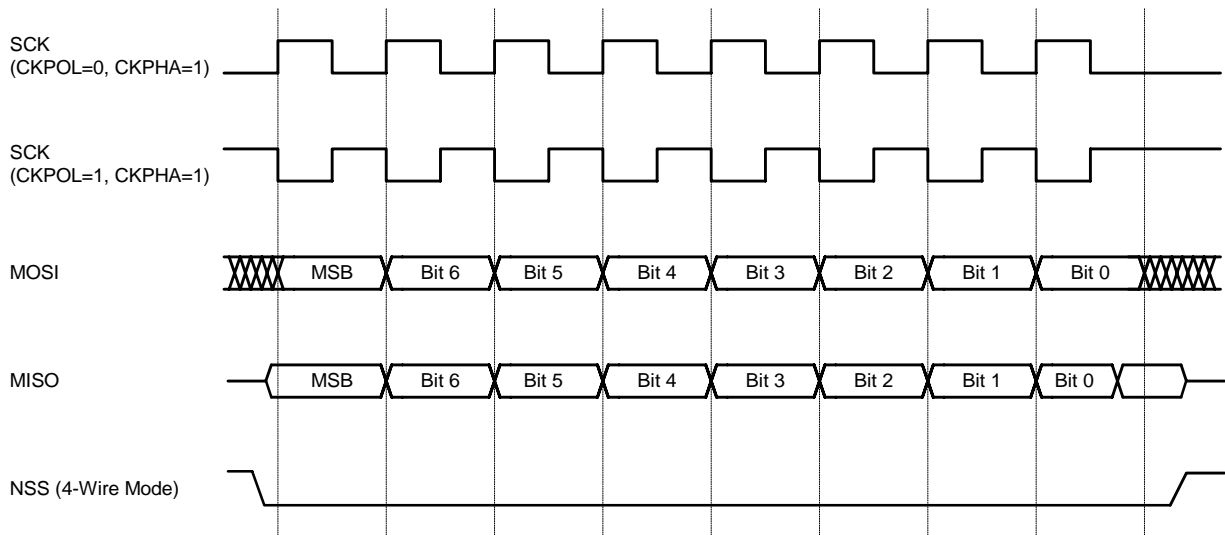 SCK
(CKPOL=0, CKPHA=1)
SCK
(CKPOL=1, CKPHA=1)
MOSI
MSB Bit 6 Bit 5 Bit 4 Bit 3 Bit 2 Bit 1 Bit 0
MISO
MSB Bit 6 Bit 5 Bit 4 Bit 3 Bit 2 Bit 1 Bit 0
NSS (4-Wire Mode)